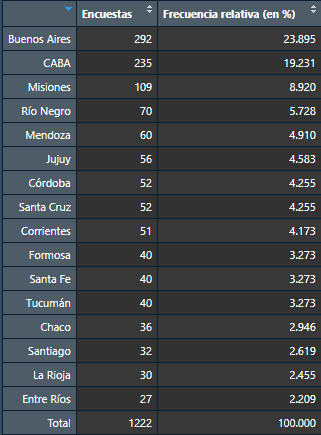 Encuestas Frecuencia relativa (en %)
Buenos Aires 292 23.895
CABA 235 19.231
Misiones 109 8.920
Río Negro 70 5.728
Mendoza 60 4.910
Jujuy 56 4.583
Córdoba 52 4.255
Santa Cruz 52 4.255
Corrientes 51 4.173
Formosa 40 3.273
Santa Fe 40 3.273
Tucumán 40 3.273
Chaco 36 2.946
Santiago 32 2.619
La Rioja 30 2.455
Entre Ríos 27 2.209
Total 1222 100.000